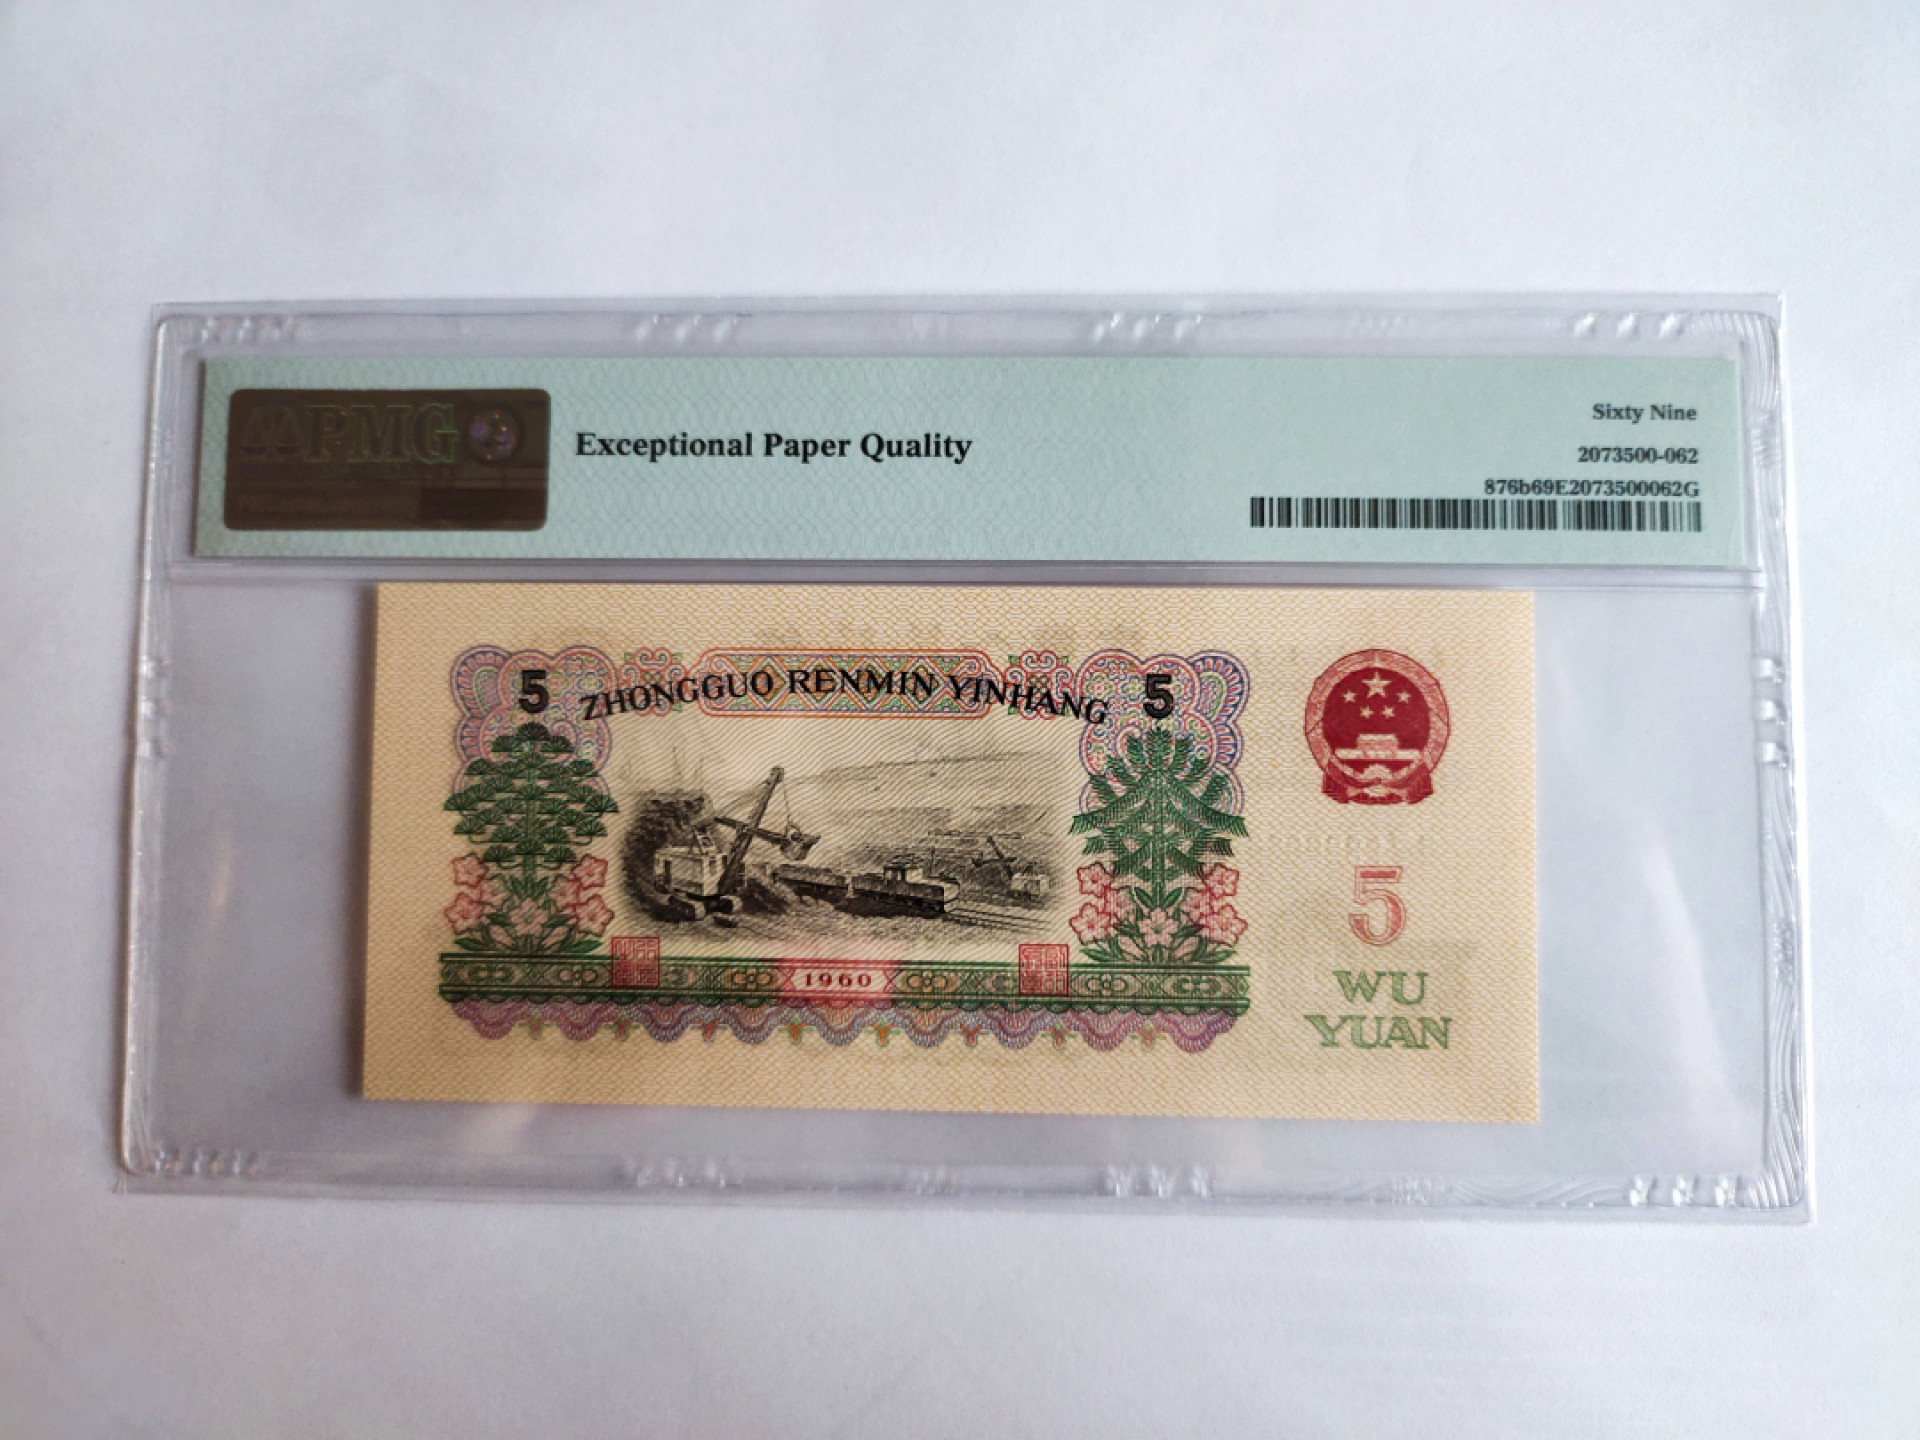 PMG
Exceptional Paper Quality
Sixty Nine
2073500-062
876b69E2073500062G
5 ZHONGGUO RENMIN YINHANG 5
1960
5
WU
YUAN